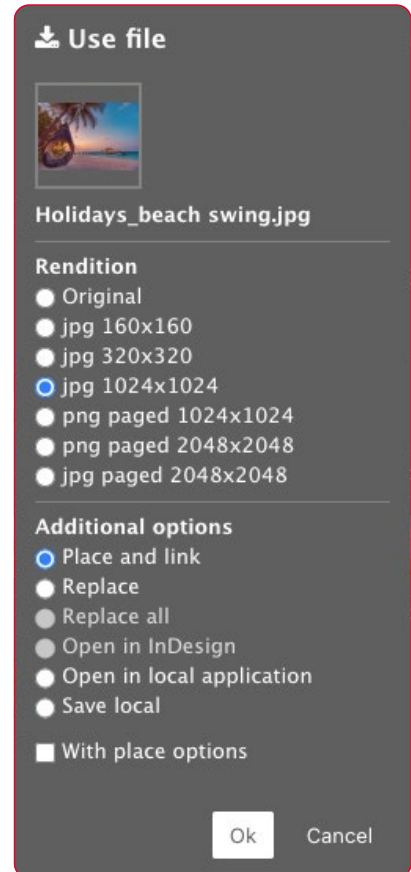 Use file
Holidays_beach swing.jpg
Rendition
Original
jpg 160x160
jpg 320x320
jpg 1024x1024
png paged 1024x1024
png paged 2048x2048
jpg paged 2048x2048
Additional options
Place and link
Replace
Replace all
Open in InDesign
Open in local application
Save local
With place options
Ok Cancel